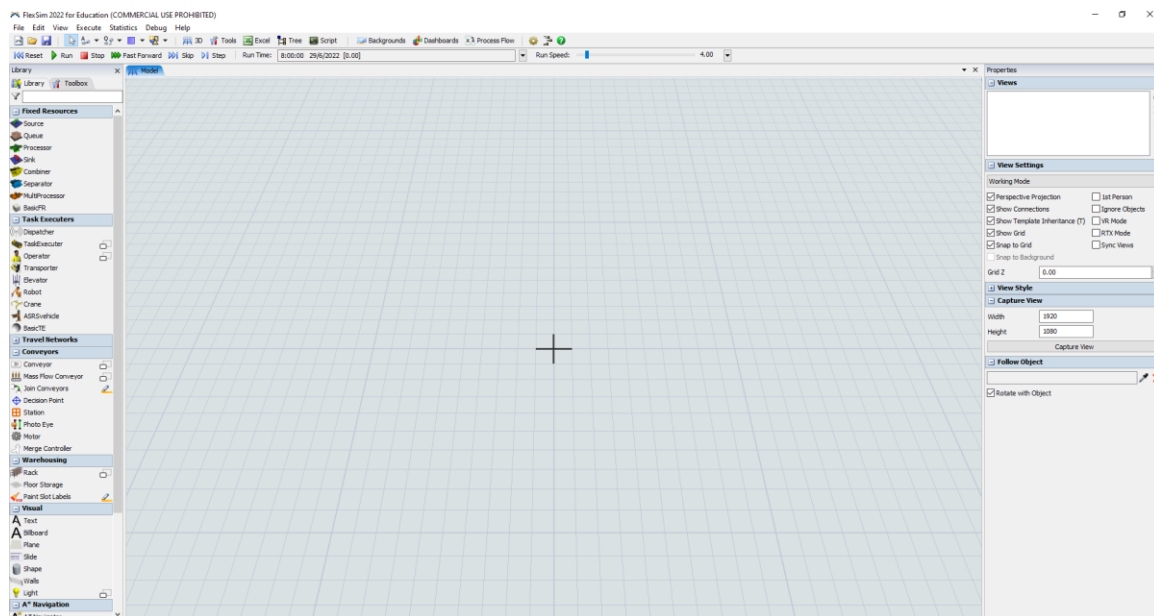 FlexSim 2022 for Education (COMMERCIAL USE PROHIBITED)
File Edit View Execute Statistics Debug Help
3D Tools Excel Tree Script Backgrounds Dashboards Process Flow
Reset Run Stop Fast Forward Skip Step Run Time: 8:00:00 29/6/2022 [0.00] Run Speed: 4.00
Library
Library Toolbox
Fixed Resources
Source
Queue
Processor
Sink
Combiner
Separator
MultiProcessor
BasicFR
Task Executers
Dispatcher
TaskExecuter
Operator
Transporter
Elevator
Robot
Crane
ASRSvehicle
BasicTE
Travel Networks
Conveyors
Conveyor
Mass Flow Conveyor
Join Conveyors
Decision Point
Station
Photo Eye
Motor
Merge Controller
Warehousing
Rack
Floor Storage
Paint Slot Labels
Visual
Text
Billboard
Plane
Slide
Shape
Walls
Light
A* Navigation
Model
Properties
Views
View Settings
Working Mode
Perspective Projection 1st Person
Show Connections Ignore Objects
Show Template Inheritance (T) VR Mode
Show Grid RTX Mode
Snap to Grid Sync Views
Snap to Background
Grid Z 0.00
View Style
Capture View
Width 1920
Height 1080
Capture View
Follow Object
Rotate with Object